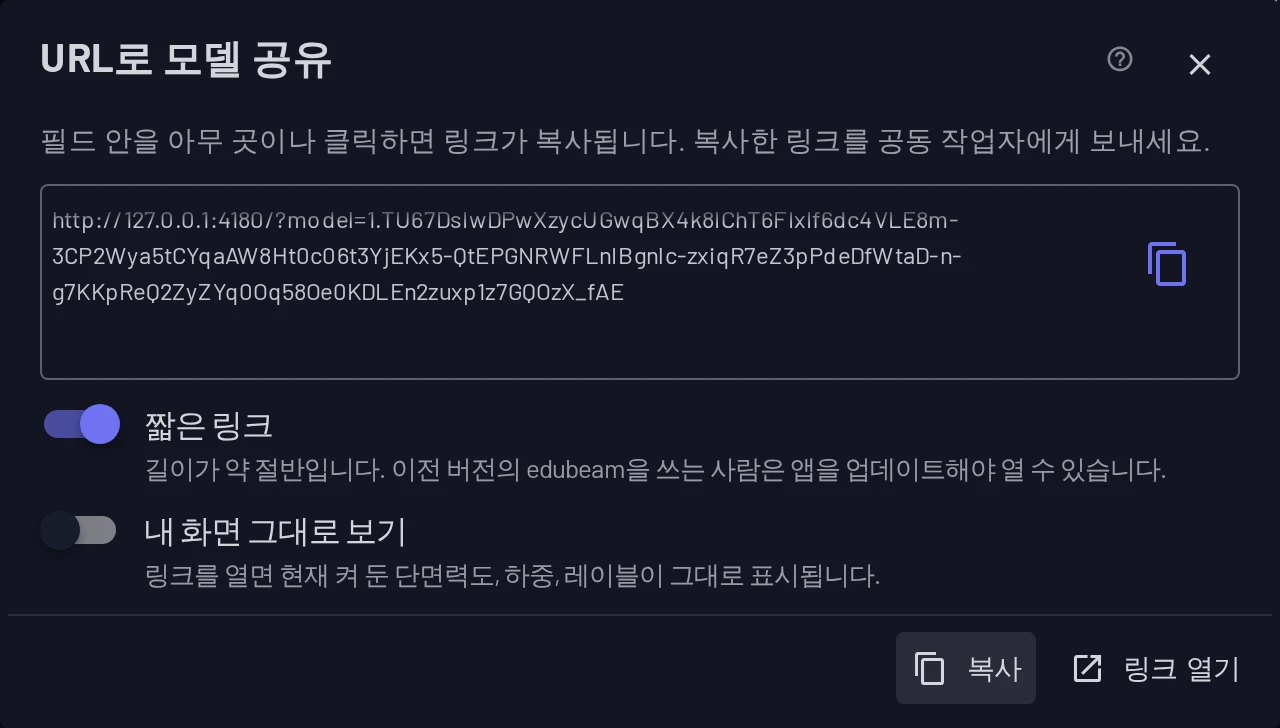 URL로 모델 공유
필드 안을 아무 곳이나 클릭하면 링크가 복사됩니다. 복사한 링크를 공동 작업자에게 보내세요.
http://127.0.0.1:4180/?model=1.TU67DsIwDPwXzycUGwqBX4k8IChT6FIxlf6dc4VLE8m-
3CP2Wya5tCYqaAW8Ht0c06t3YjEKx5-QtEPGNRWFLnIBgnIc-zxiqR7eZ3pPdeDfWtaD-n-
g7KKpReQ2ZyZYq0Oq58Oe0KDLEn2zuxp1z7GQOzX_fAE
짧은 링크
길이가 약 절반입니다. 이전 버전의 edubeam을 쓰는 사람은 앱을 업데이트해야 열 수 있습니다.
내 화면 그대로 보기
링크를 열면 현재 켜 둔 단면력도, 하중, 레이블이 그대로 표시됩니다.
복사
링크 열기